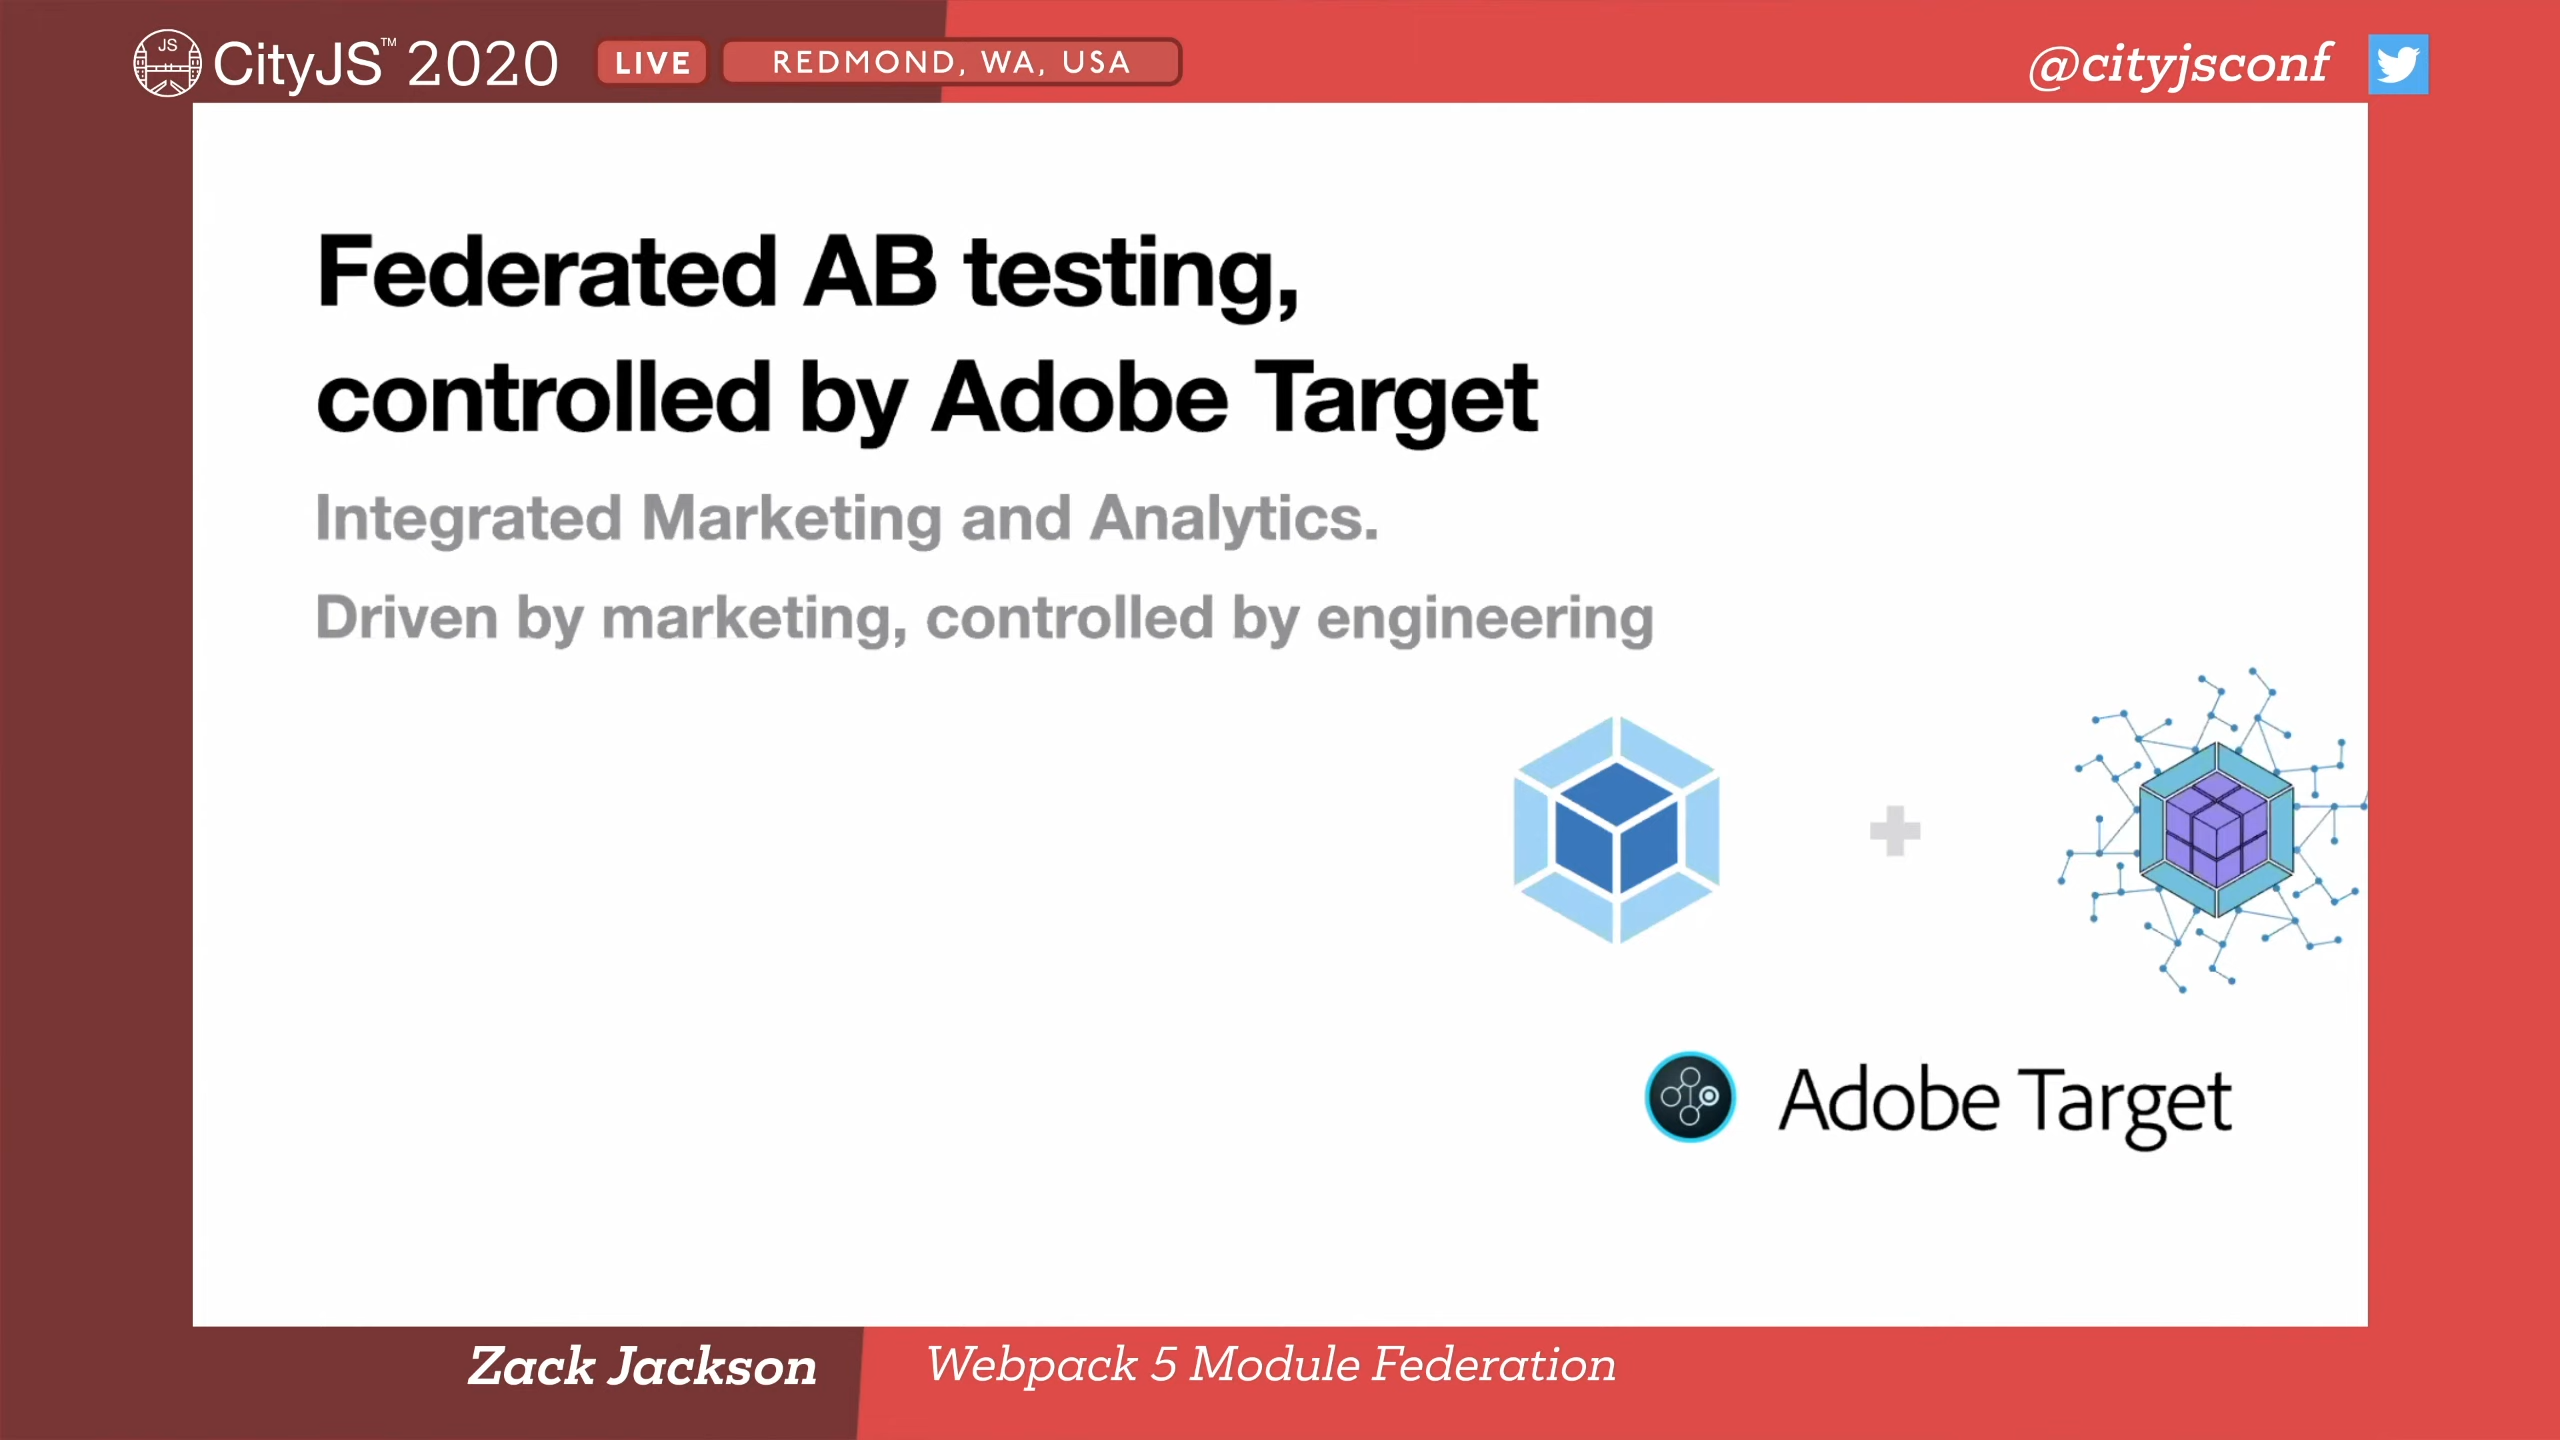 JS
CityJS™ 2020
LIVE
REDMOND, WA, USA
@cityjsconf
Federated AB testing,
controlled by Adobe Target
Integrated Marketing and Analytics.
Driven by marketing, controlled by engineering
Adobe Target
Zack Jackson
Webpack 5 Module Federation